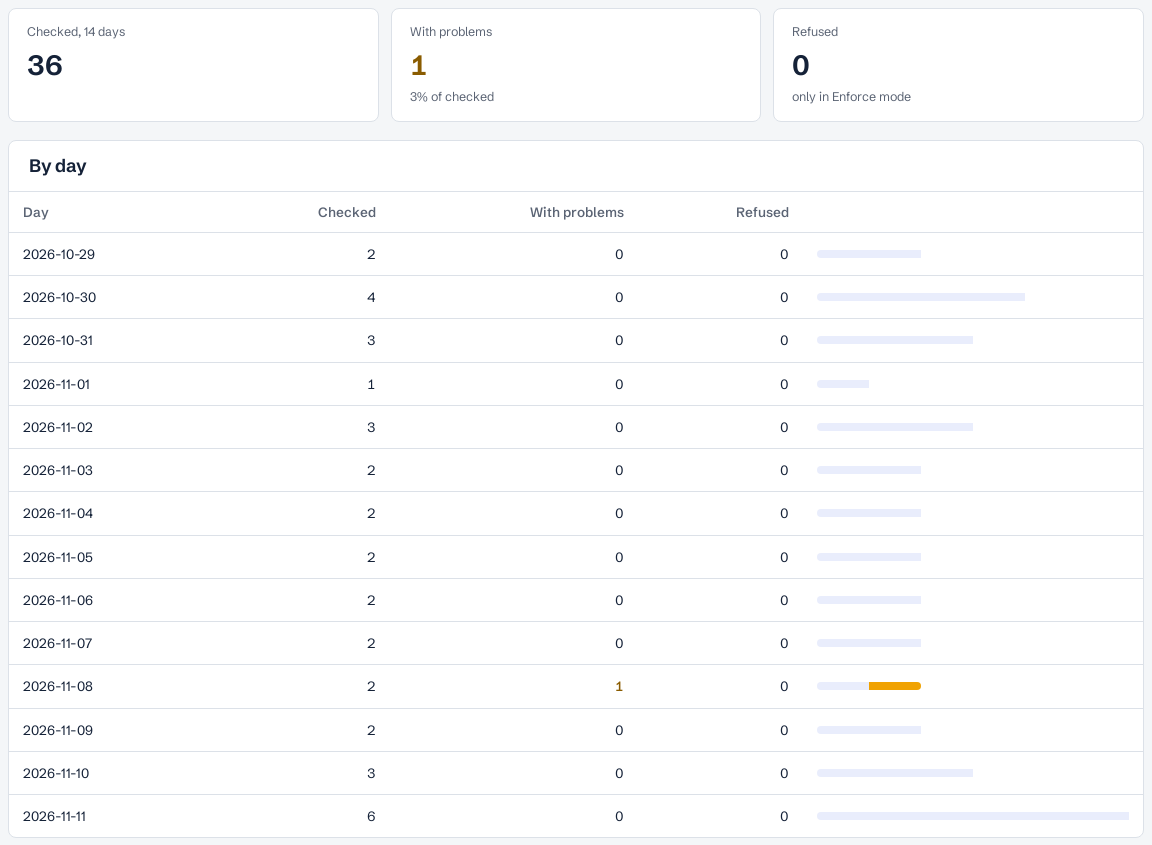 Checked, 14 days
36
With problems
1
3% of checked
Refused
0
only in Enforce mode
By day
Day Checked With problems Refused
2026-10-29 2 0 0
2026-10-30 4 0 0
2026-10-31 3 0 0
2026-11-01 1 0 0
2026-11-02 3 0 0
2026-11-03 2 0 0
2026-11-04 2 0 0
2026-11-05 2 0 0
2026-11-06 2 0 0
2026-11-07 2 0 0
2026-11-08 2 1 0
2026-11-09 2 0 0
2026-11-10 3 0 0
2026-11-11 6 0 0